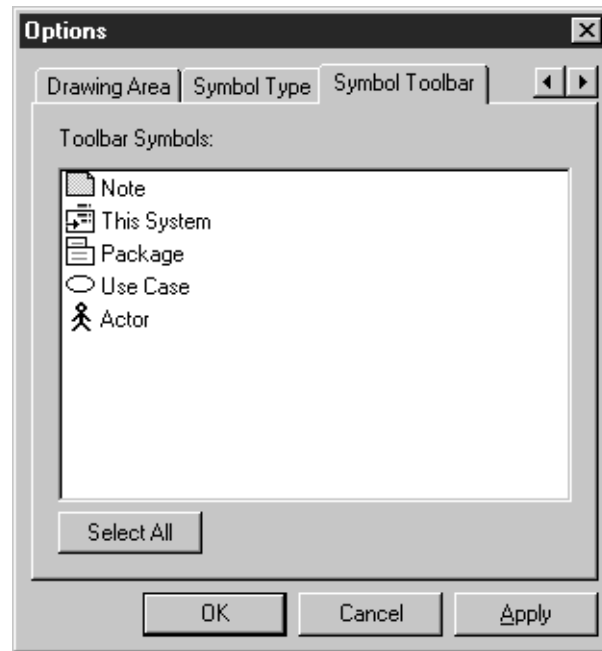 Options
Drawing Area Symbol Type Symbol Toolbar
Toolbar Symbols:
Note
This System
Package
Use Case
Actor
Select All
OK Cancel Apply